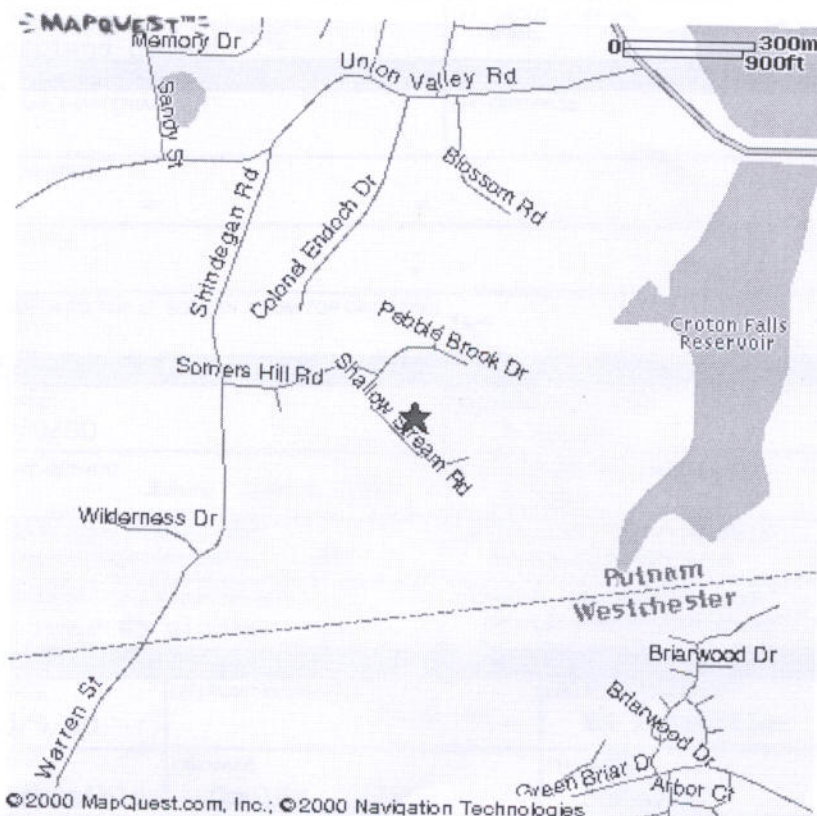 MAPQUEST™
Memory Dr
0 300m
900ft
Union Valley Rd
Sandy St
Blossom Rd
Shindegan Rd
Colonel Endoch Dr
Pebble Brook Dr
Croton Falls
Reservoir
Somers Hill Rd
Shallow Stream Rd
Wilderness Dr
Putnam
Westchester
Briarwood Dr
Briarwood Dr
Warren St
Green Briar Dr
Arbor Ct
©2000 MapQuest.com, Inc.; ©2000 Navigation Technologies